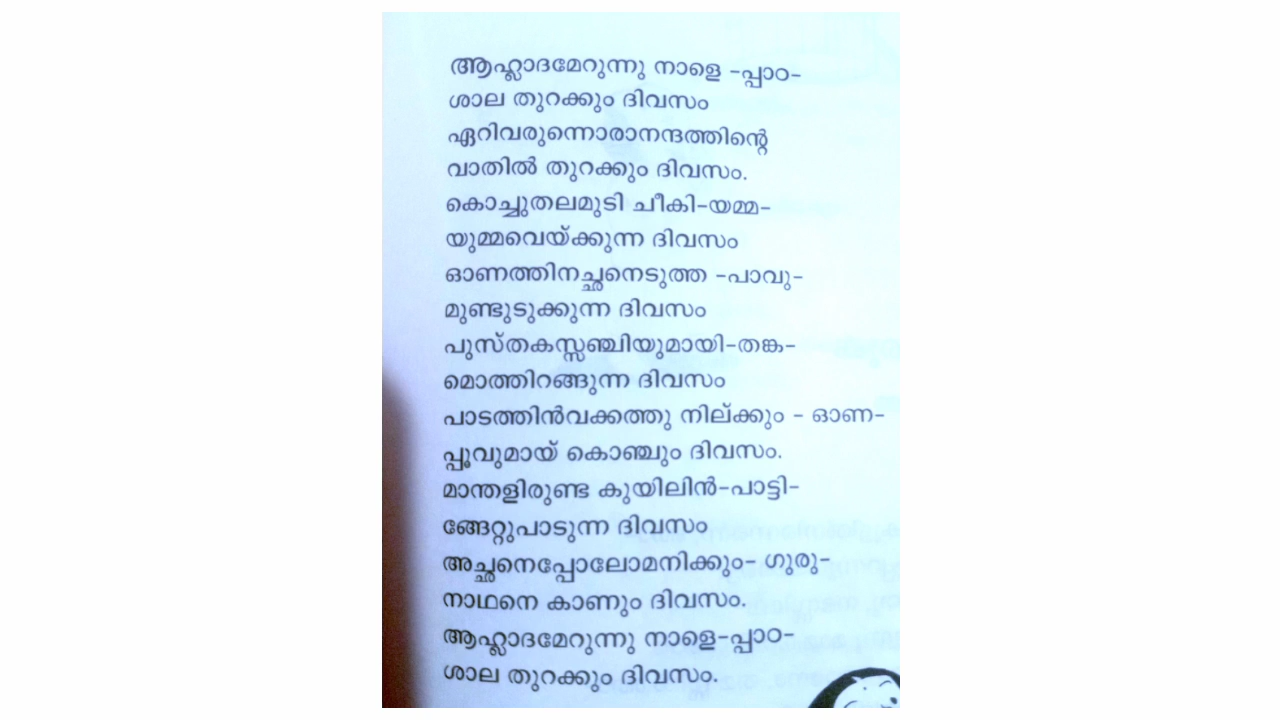 ആഹ്ലാദമേറുന്നു നാളെ -പ്പാഠ-
ശാല തുറക്കും ദിവസം
ഏറിവരുന്നൊരാനന്ദത്തിന്റെ
വാതിൽ തുറക്കും ദിവസം.
കൊച്ചുതലമുടി ചീകി-യമ്മ-
യുമ്മവെയ്ക്കുന്ന ദിവസം
ഓണത്തിനച്ഛനെടുത്ത -പാവു-
മുണ്ടുടുക്കുന്ന ദിവസം
പുസ്തകസ്സഞ്ചിയുമായി-തങ്ക-
മൊത്തിറങ്ങുന്ന ദിവസം
പാടത്തിൻവക്കത്തു നില്ക്കും - ഓണ-
പ്പൂവുമായ് കൊഞ്ചും ദിവസം.
മാന്തളിരുണ്ട കുയിലിൻ-പാട്ടി-
ങ്ങേറ്റുപാടുന്ന ദിവസം
അച്ഛനെപ്പോലോമനിക്കും- ഗുരു-
നാഥനെ കാണും ദിവസം.
ആഹ്ലാദമേറുന്നു നാളെ-പ്പാഠ-
ശാല തുറക്കും ദിവസം.